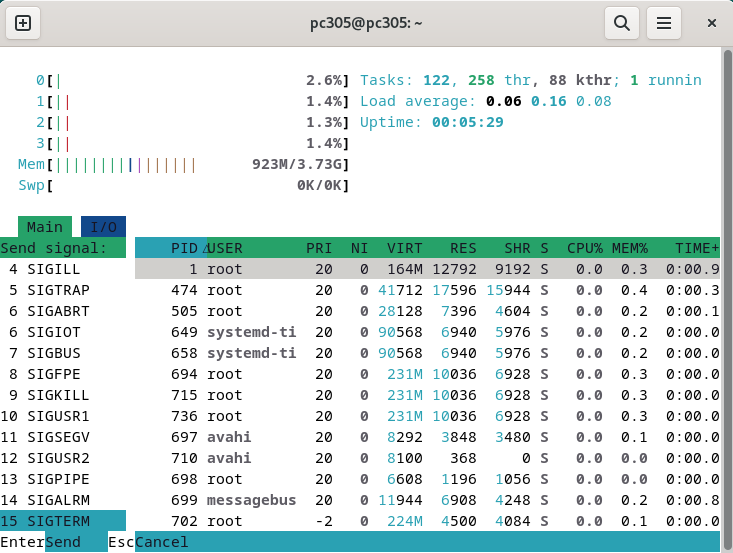 pc305@pc305: ~
0[| 2.6%] Tasks: 122, 258 thr, 88 kthr; 1 runnin
1[|| 1.4%] Load average: 0.06 0.16 0.08
2[|| 1.3%] Uptime: 00:05:29
3[|| 1.4%]
Mem[|||||||||||||||| 923M/3.73G]
Swp[ 0K/0K]
Main I/O
Send signal: PID△USER PRI NI VIRT RES SHR S CPU% MEM% TIME+
4 SIGILL 1 root 20 0 164M 12792 9192 S 0.0 0.3 0:00.9
5 SIGTRAP 474 root 20 0 41712 17596 15944 S 0.0 0.4 0:00.3
6 SIGABRT 505 root 20 0 28128 7396 4604 S 0.0 0.2 0:00.1
6 SIGIOT 649 systemd-ti 20 0 90568 6940 5976 S 0.0 0.2 0:00.0
7 SIGBUS 658 systemd-ti 20 0 90568 6940 5976 S 0.0 0.2 0:00.0
8 SIGFPE 694 root 20 0 231M 10036 6928 S 0.0 0.3 0:00.0
9 SIGKILL 715 root 20 0 231M 10036 6928 S 0.0 0.3 0:00.0
10 SIGUSR1 736 root 20 0 231M 10036 6928 S 0.0 0.3 0:00.0
11 SIGSEGV 697 avahi 20 0 8292 3848 3480 S 0.0 0.1 0:00.0
12 SIGUSR2 710 avahi 20 0 8100 368 0 S 0.0 0.0 0:00.0
13 SIGPIPE 698 root 20 0 6608 1196 1056 S 0.0 0.0 0:00.0
14 SIGALRM 699 messagebus 20 0 11944 6908 4248 S 0.0 0.2 0:00.8
15 SIGTERM 702 root -2 0 224M 4500 4084 S 0.0 0.1 0:00.0
EnterSend EscCancel